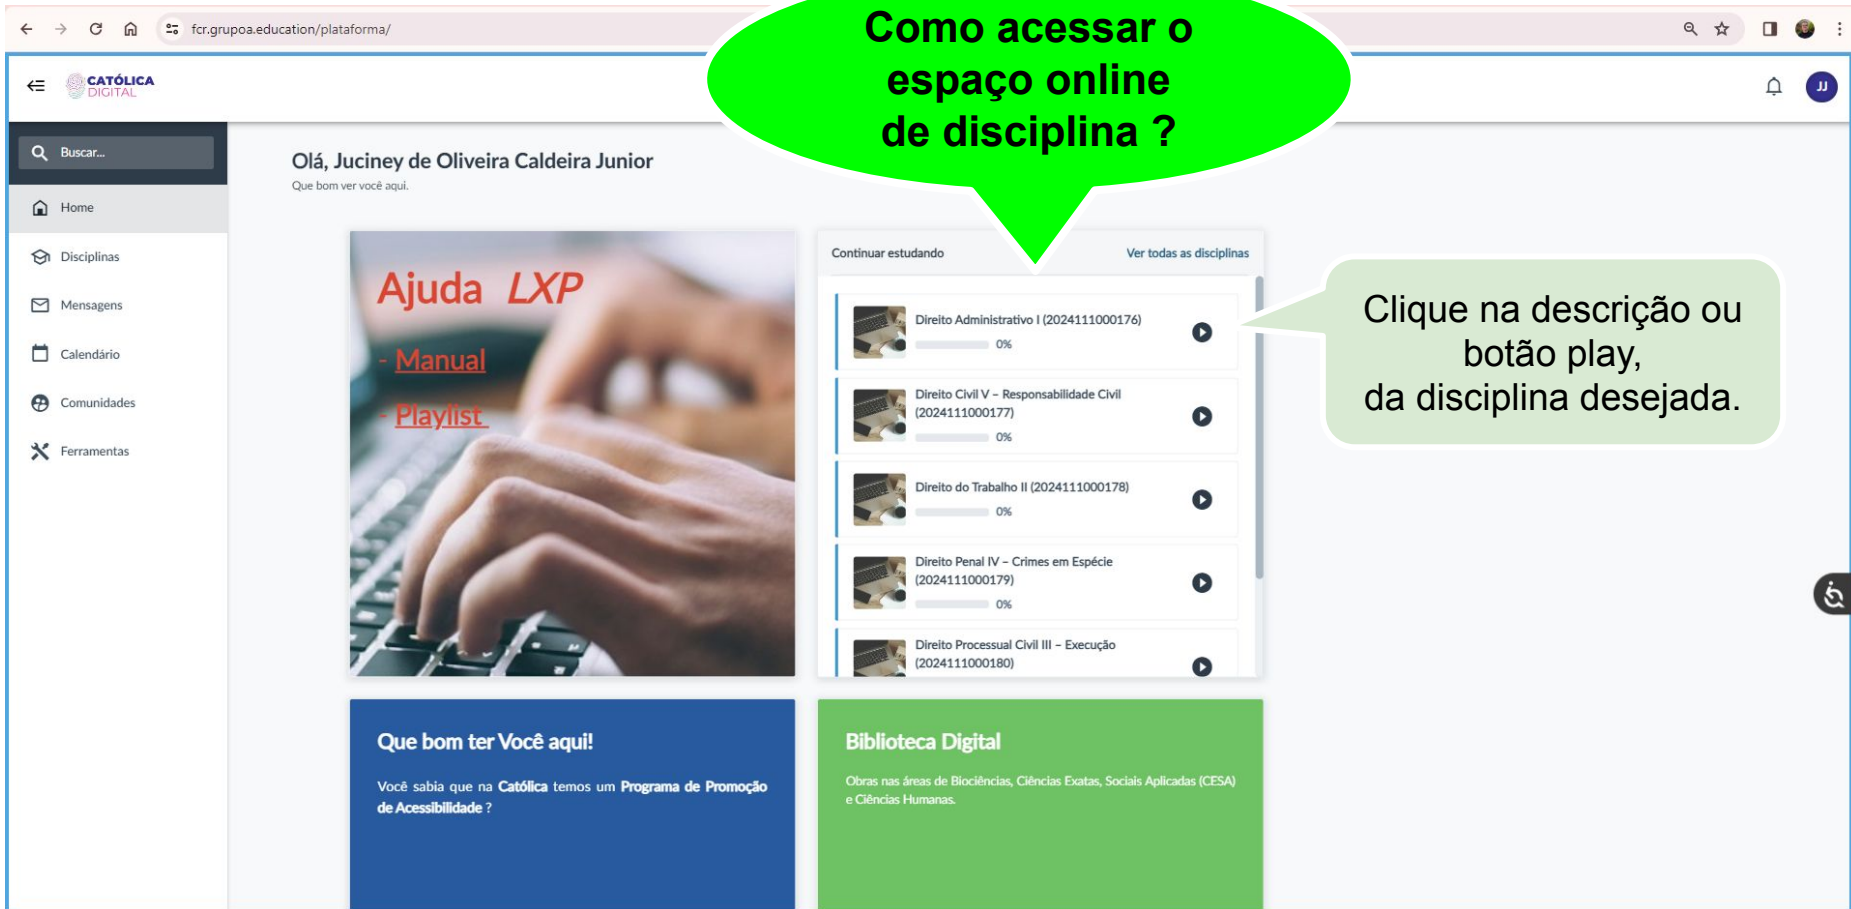 fcr.grupoa.education/plataforma/
Como acessar o
espaço online
de disciplina ?
CATÓLICA
DIGITAL
JJ
Buscar...
Home
Disciplinas
Mensagens
Calendário
Comunidades
Ferramentas
Olá, Juciney de Oliveira Caldeira Junior
Que bom ver você aqui.
Ajuda LXP
- Manual
- Playlist
Continuar estudando
Ver todas as disciplinas
Direito Administrativo I (2024111000176)
0%
Direito Civil V – Responsabilidade Civil
(2024111000177)
0%
Direito do Trabalho II (2024111000178)
0%
Direito Penal IV – Crimes em Espécie
(2024111000179)
0%
Direito Processual Civil III – Execução
(2024111000180)
Clique na descrição ou
botão play,
da disciplina desejada.
Que bom ter Você aqui!
Você sabia que na Católica temos um Programa de Promoção
de Acessibilidade ?
Biblioteca Digital
Obras nas áreas de Biociências, Ciências Exatas, Sociais Aplicadas (CESA)
e Ciências Humanas.